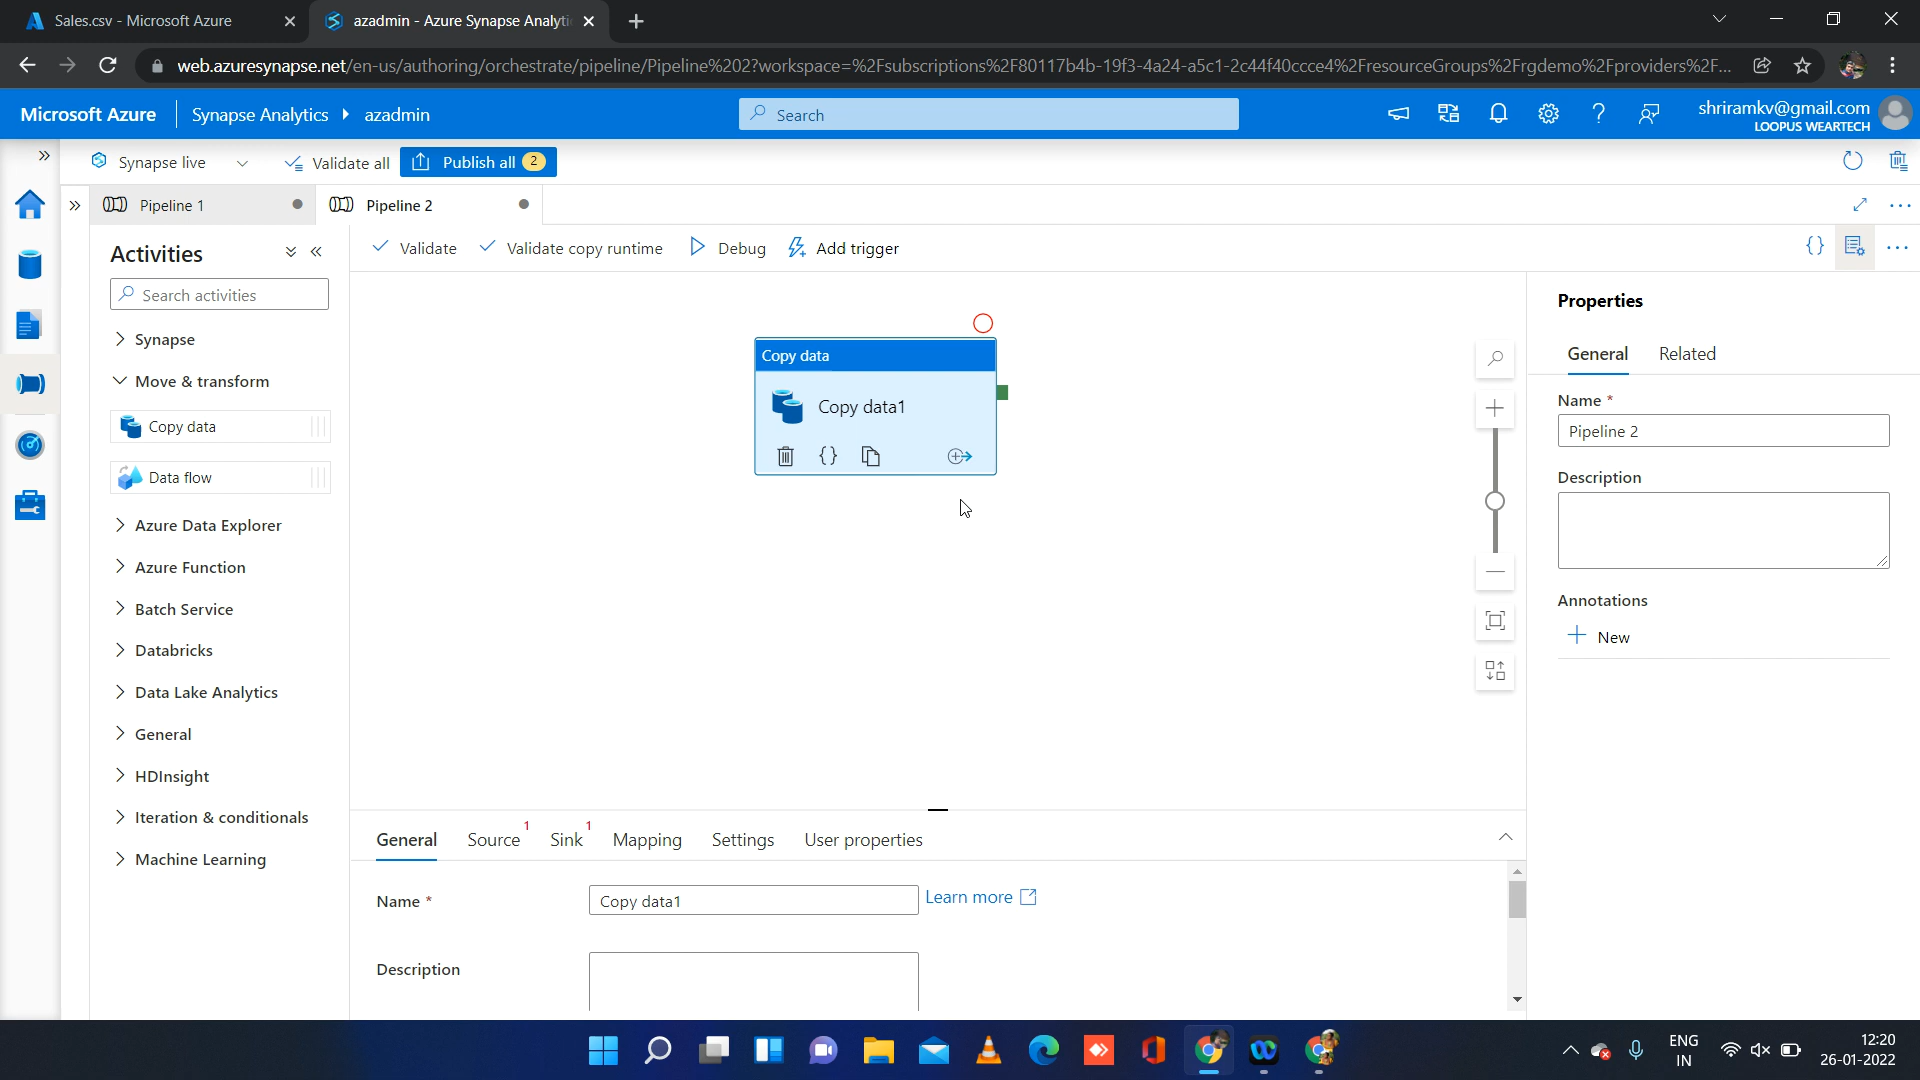 Sales.csv - Microsoft Azure
azadmin - Azure Synapse Analyti
web.azuresynapse.net/en-us/authoring/orchestrate/pipeline/Pipeline%202?workspace=%2Fsubscriptions%2F80117b4b-19f3-4a24-a5c1-2c44f40ccce4%2FresourceGroups%2Frgdemo%2Fproviders%2F...
Microsoft Azure
Synapse Analytics
azadmin
Search
shriramkv@gmail.com
LOOPUS WEARTECH
Synapse live
Validate all
Publish all 2
Pipeline 1
Pipeline 2
Activities
Validate
Validate copy runtime
Debug
Add trigger
Search activities
Synapse
Move & transform
Copy data
Data flow
Azure Data Explorer
Azure Function
Batch Service
Databricks
Data Lake Analytics
General
HDInsight
Iteration & conditionals
Machine Learning
Copy data
Copy data1
Properties
General
Related
Name *
Pipeline 2
Description
Annotations
New
General
Source 1
Sink 1
Mapping
Settings
User properties
Name *
Copy data1
Learn more
Description
ENG
IN
12:20
26-01-2022